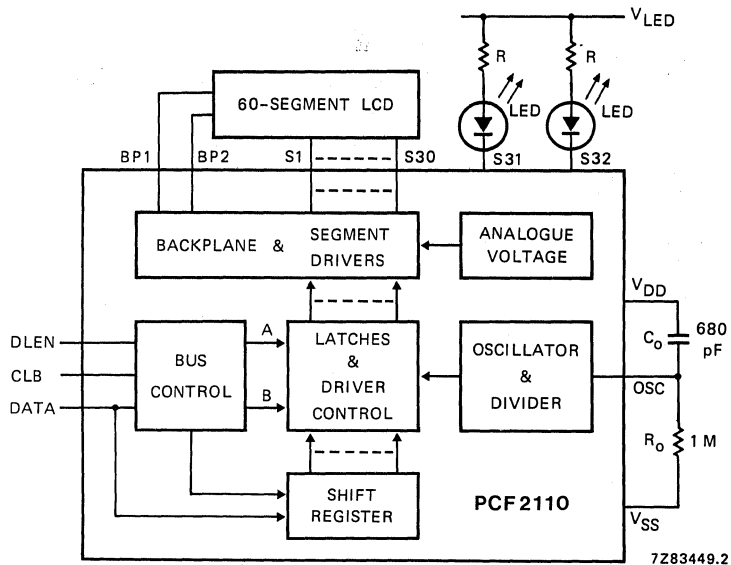 VLED
R
R
LED
LED
60-SEGMENT LCD
BP1
BP2
S1
S30
S31
S32
BACKPLANE & SEGMENT DRIVERS
ANALOGUE
VOLTAGE
VDD
Co
680
pF
DLEN
CLB
DATA
BUS
CONTROL
A
B
LATCHES
&
DRIVER
CONTROL
OSCILLATOR
&
DIVIDER
OSC
Ro
1 M
SHIFT
REGISTER
PCF2110
VSS
7Z83449.2